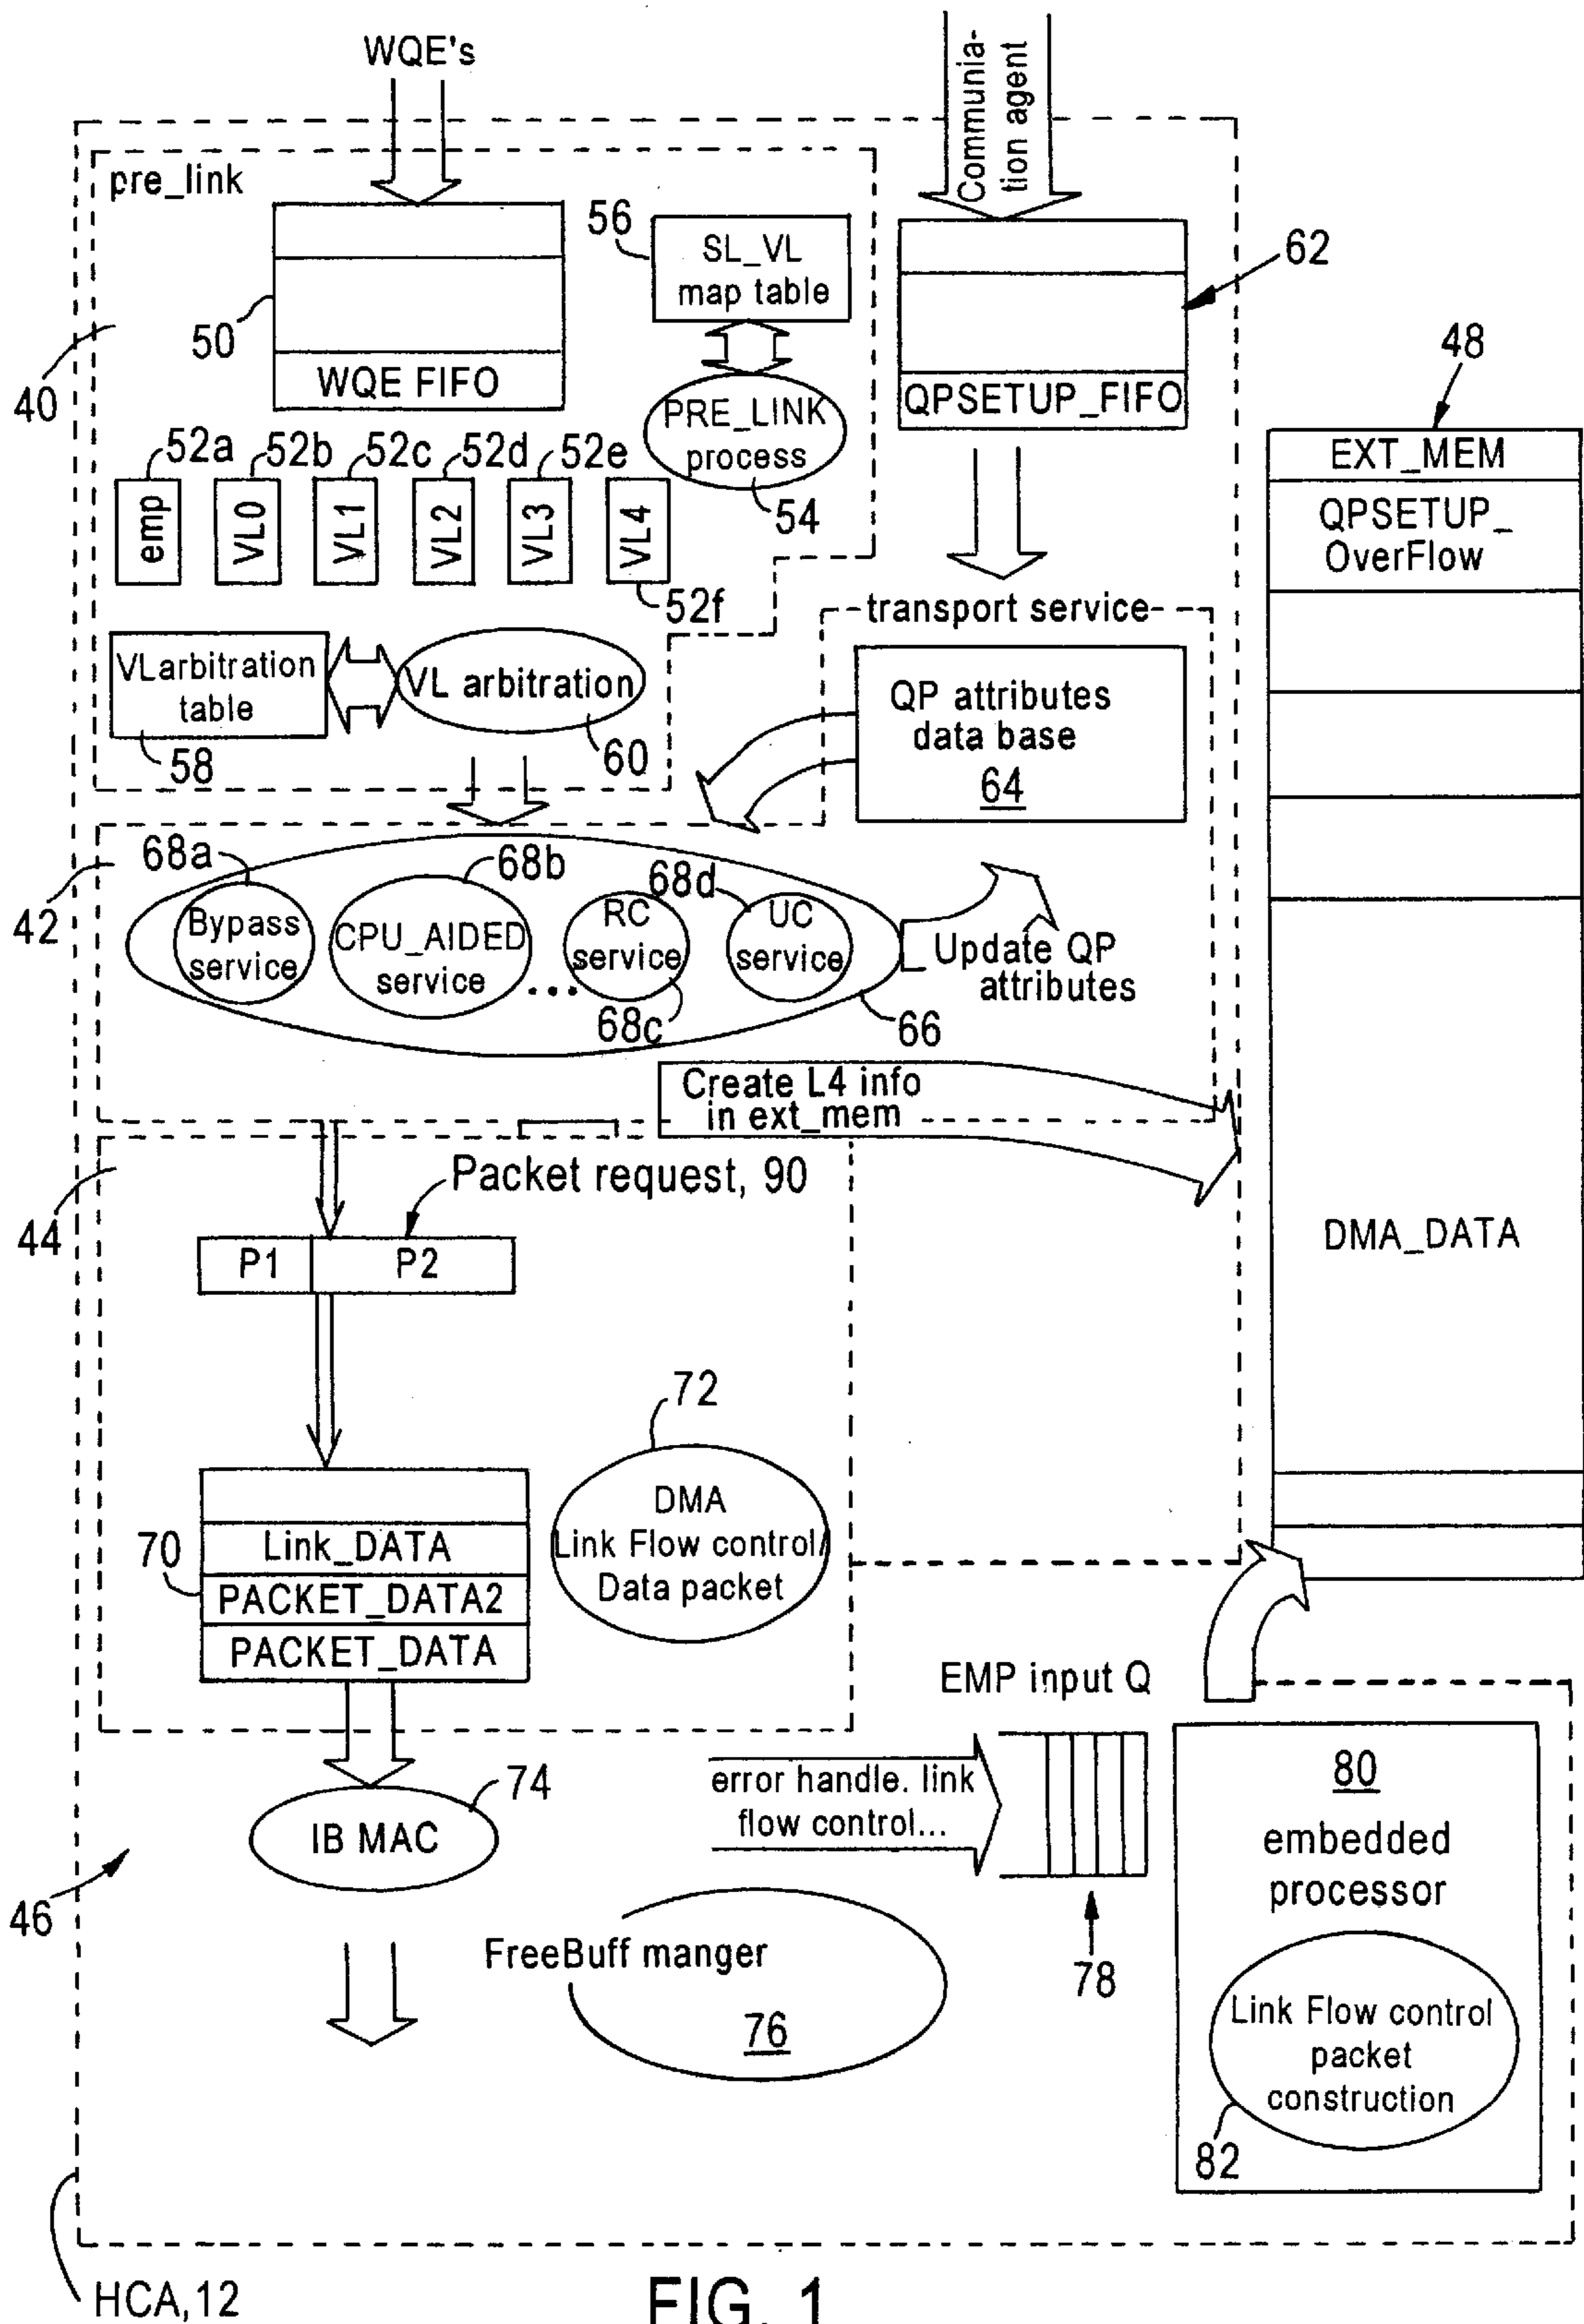 WQE's
Communia-
tion agent
pre_link
56
SL_VL
map table
62
50
WQE FIFO
40
PRE_LINK
process
54
QPSETUP_FIFO
48
EXT_MEM
QPSETUP_
OverFlow
52a
52b
52c
52d
52e
emp
VL0
VL1
VL2
VL3
VL4
52f
transport service
VLarbitration
table
58
VL arbitration
60
QP attributes
data base
64
42
68a
68b
68d
Bypass
service
CPU_AIDED
service
...
RC
service
UC
service
68c
66
Update QP
attributes
Create L4 info
in ext_mem
44
Packet request, 90
P1
P2
DMA_DATA
72
DMA
Link Flow control/
Data packet
70
Link_DATA
PACKET_DATA2
PACKET_DATA
EMP input Q
74
IB MAC
error handle. link
flow control...
78
80
embedded
processor
46
FreeBuff manger
76
Link Flow control
packet
construction
82
HCA,12
FIG. 1